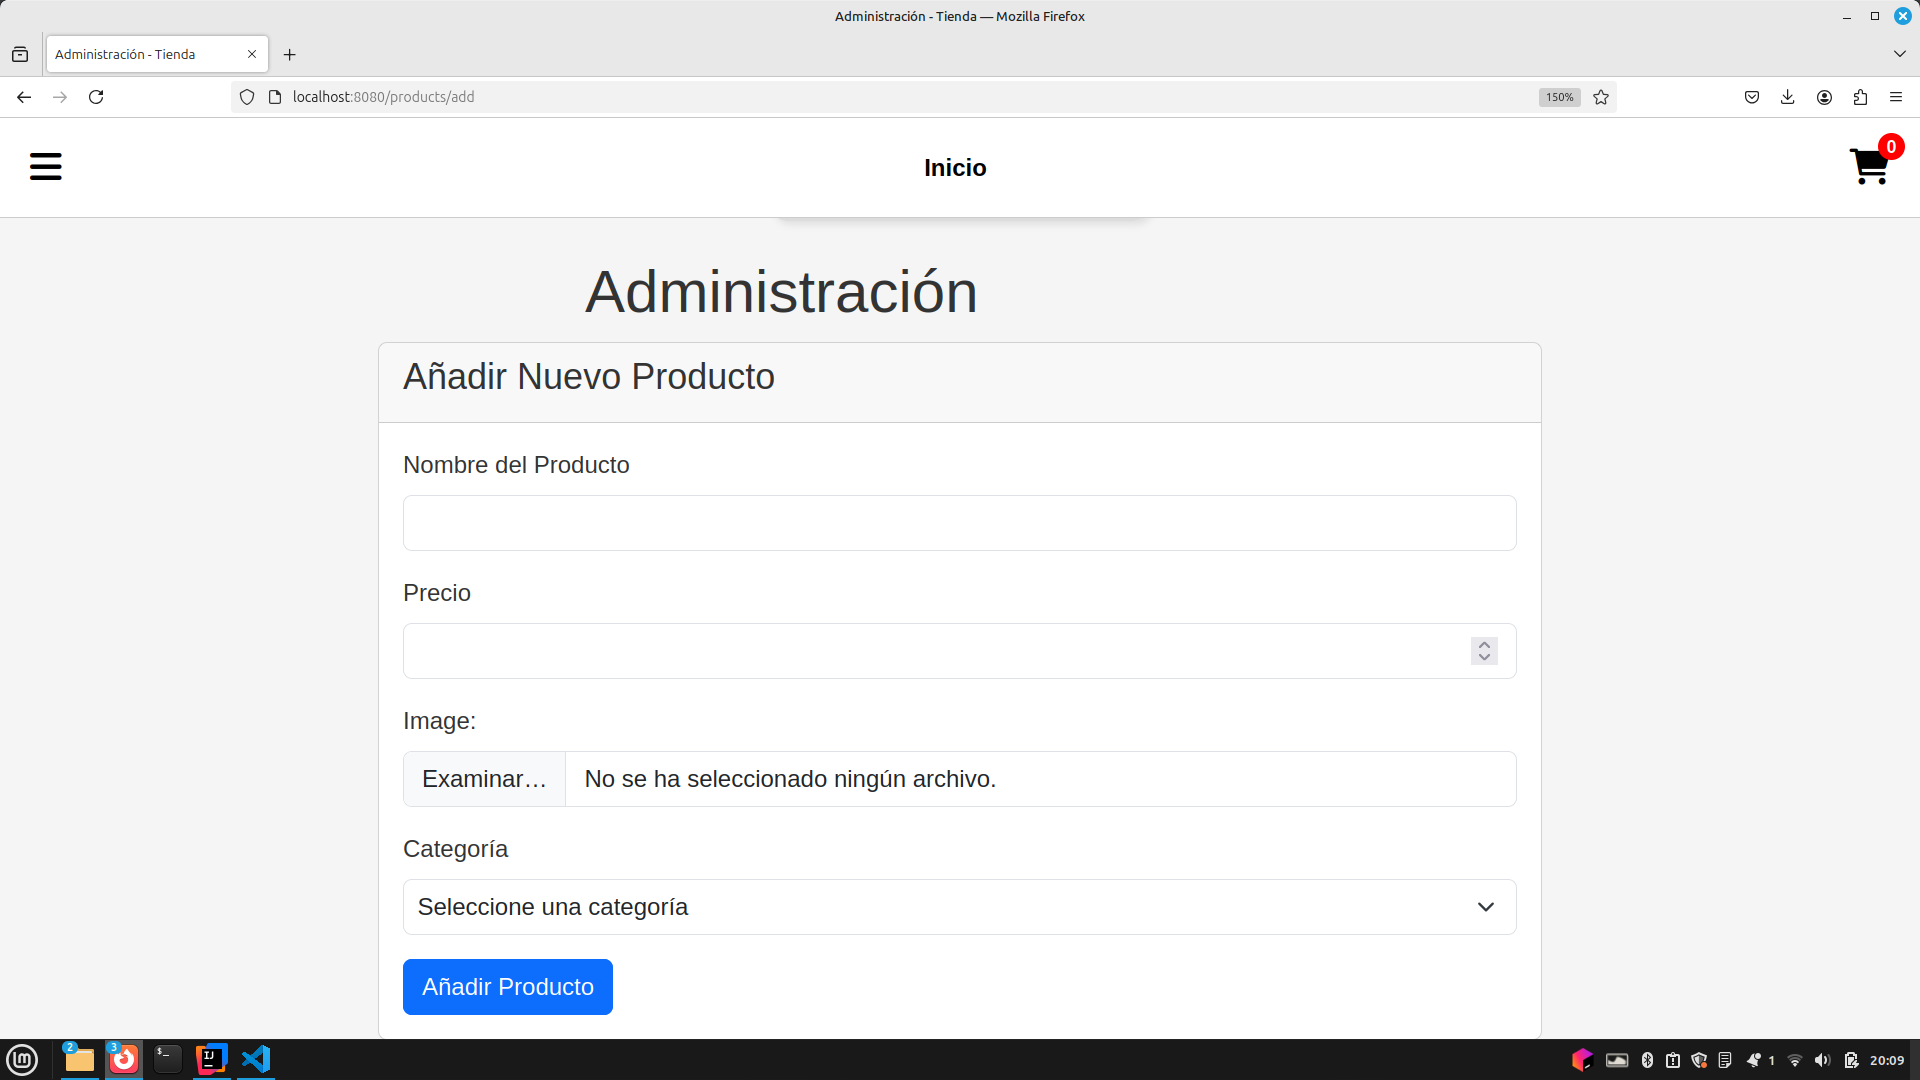 Administración - Tienda — Mozilla Firefox
Administración - Tienda
localhost:8080/products/add
150%
Inicio
0
Administración
Añadir Nuevo Producto
Nombre del Producto
Precio
Image:
Examinar… No se ha seleccionado ningún archivo.
Categoría
Seleccione una categoría
Añadir Producto
2
3
$_
IJ
1
20:09